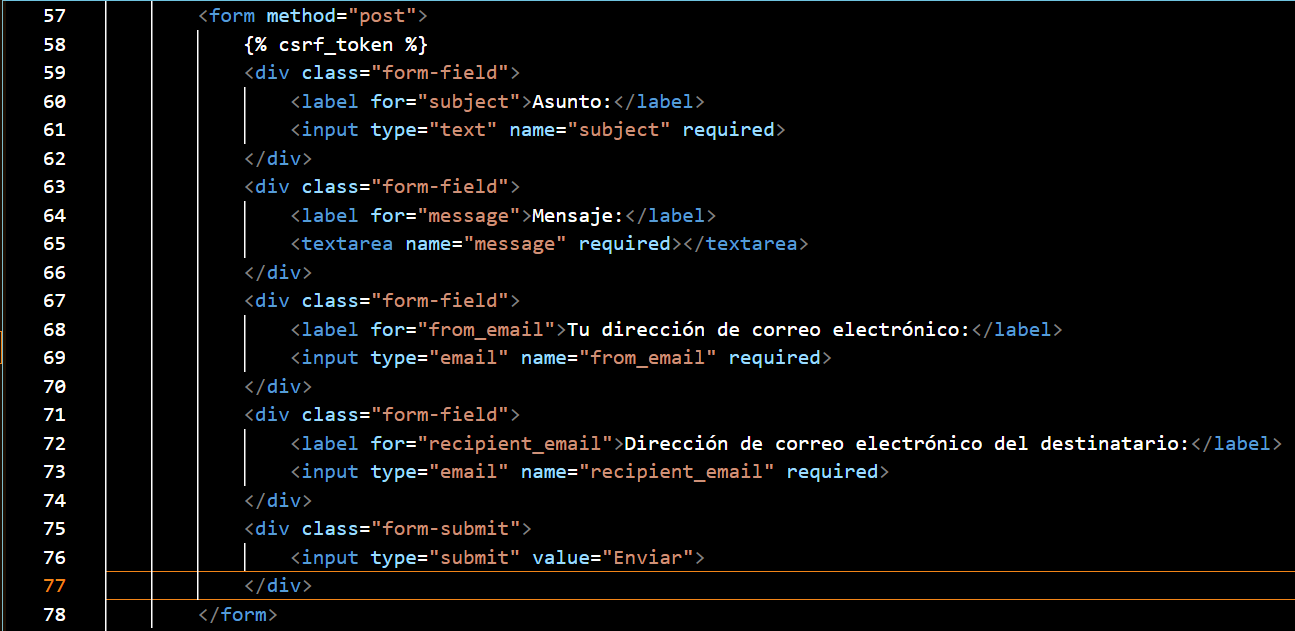 57 <form method="post">
58 {% csrf_token %}
59 <div class="form-field">
60 <label for="subject">Asunto:</label>
61 <input type="text" name="subject" required>
62 </div>
63 <div class="form-field">
64 <label for="message">Mensaje:</label>
65 <textarea name="message" required></textarea>
66 </div>
67 <div class="form-field">
68 <label for="from_email">Tu dirección de correo electrónico:</label>
69 <input type="email" name="from_email" required>
70 </div>
71 <div class="form-field">
72 <label for="recipient_email">Dirección de correo electrónico del destinatario:</label>
73 <input type="email" name="recipient_email" required>
74 </div>
75 <div class="form-submit">
76 <input type="submit" value="Enviar">
77 </div>
78 </form>